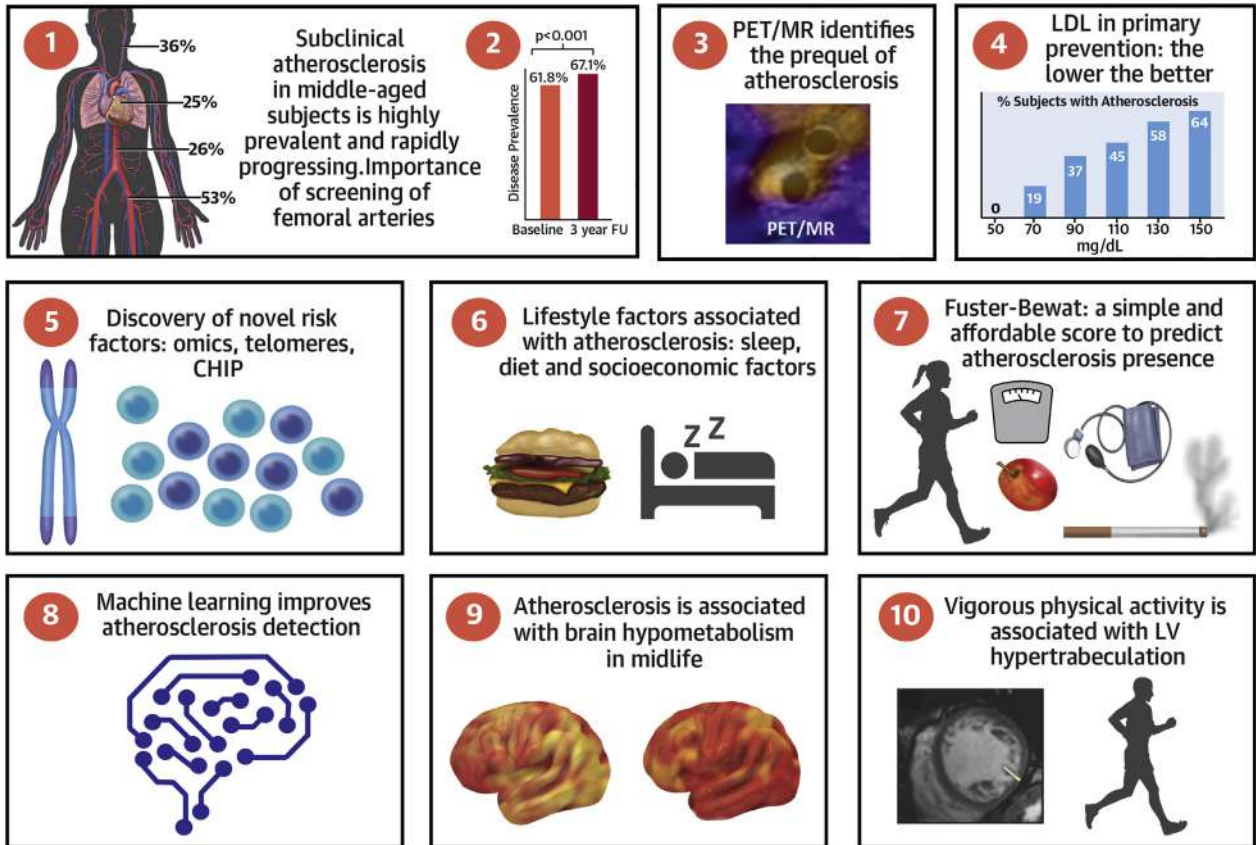 1
36%
25%
26%
53%
Subclinical
atherosclerosis
in middle-aged
subjects is highly
prevalent and rapidly
progressing.Importance
of screening of
femoral arteries
2
p<0.001
61.8%
67.1%
Disease Prevalence
Baseline 3 year FU
3
PET/MR identifies
the prequel of
atherosclerosis
PET/MR
4
LDL in primary
prevention: the
lower the better
% Subjects with Atherosclerosis
0
19
37
45
58
64
50 70 90 110 130 150
mg/dL
5
Discovery of novel risk
factors: omics, telomeres,
CHIP
6
Lifestyle factors associated
with atherosclerosis: sleep,
diet and socioeconomic factors
Z Z
7
Fuster-Bewat: a simple and
affordable score to predict
atherosclerosis presence
8
Machine learning improves
atherosclerosis detection
9
Atherosclerosis is associated
with brain hypometabolism
in midlife
10
Vigorous physical activity is
associated with LV
hypertrabeculation